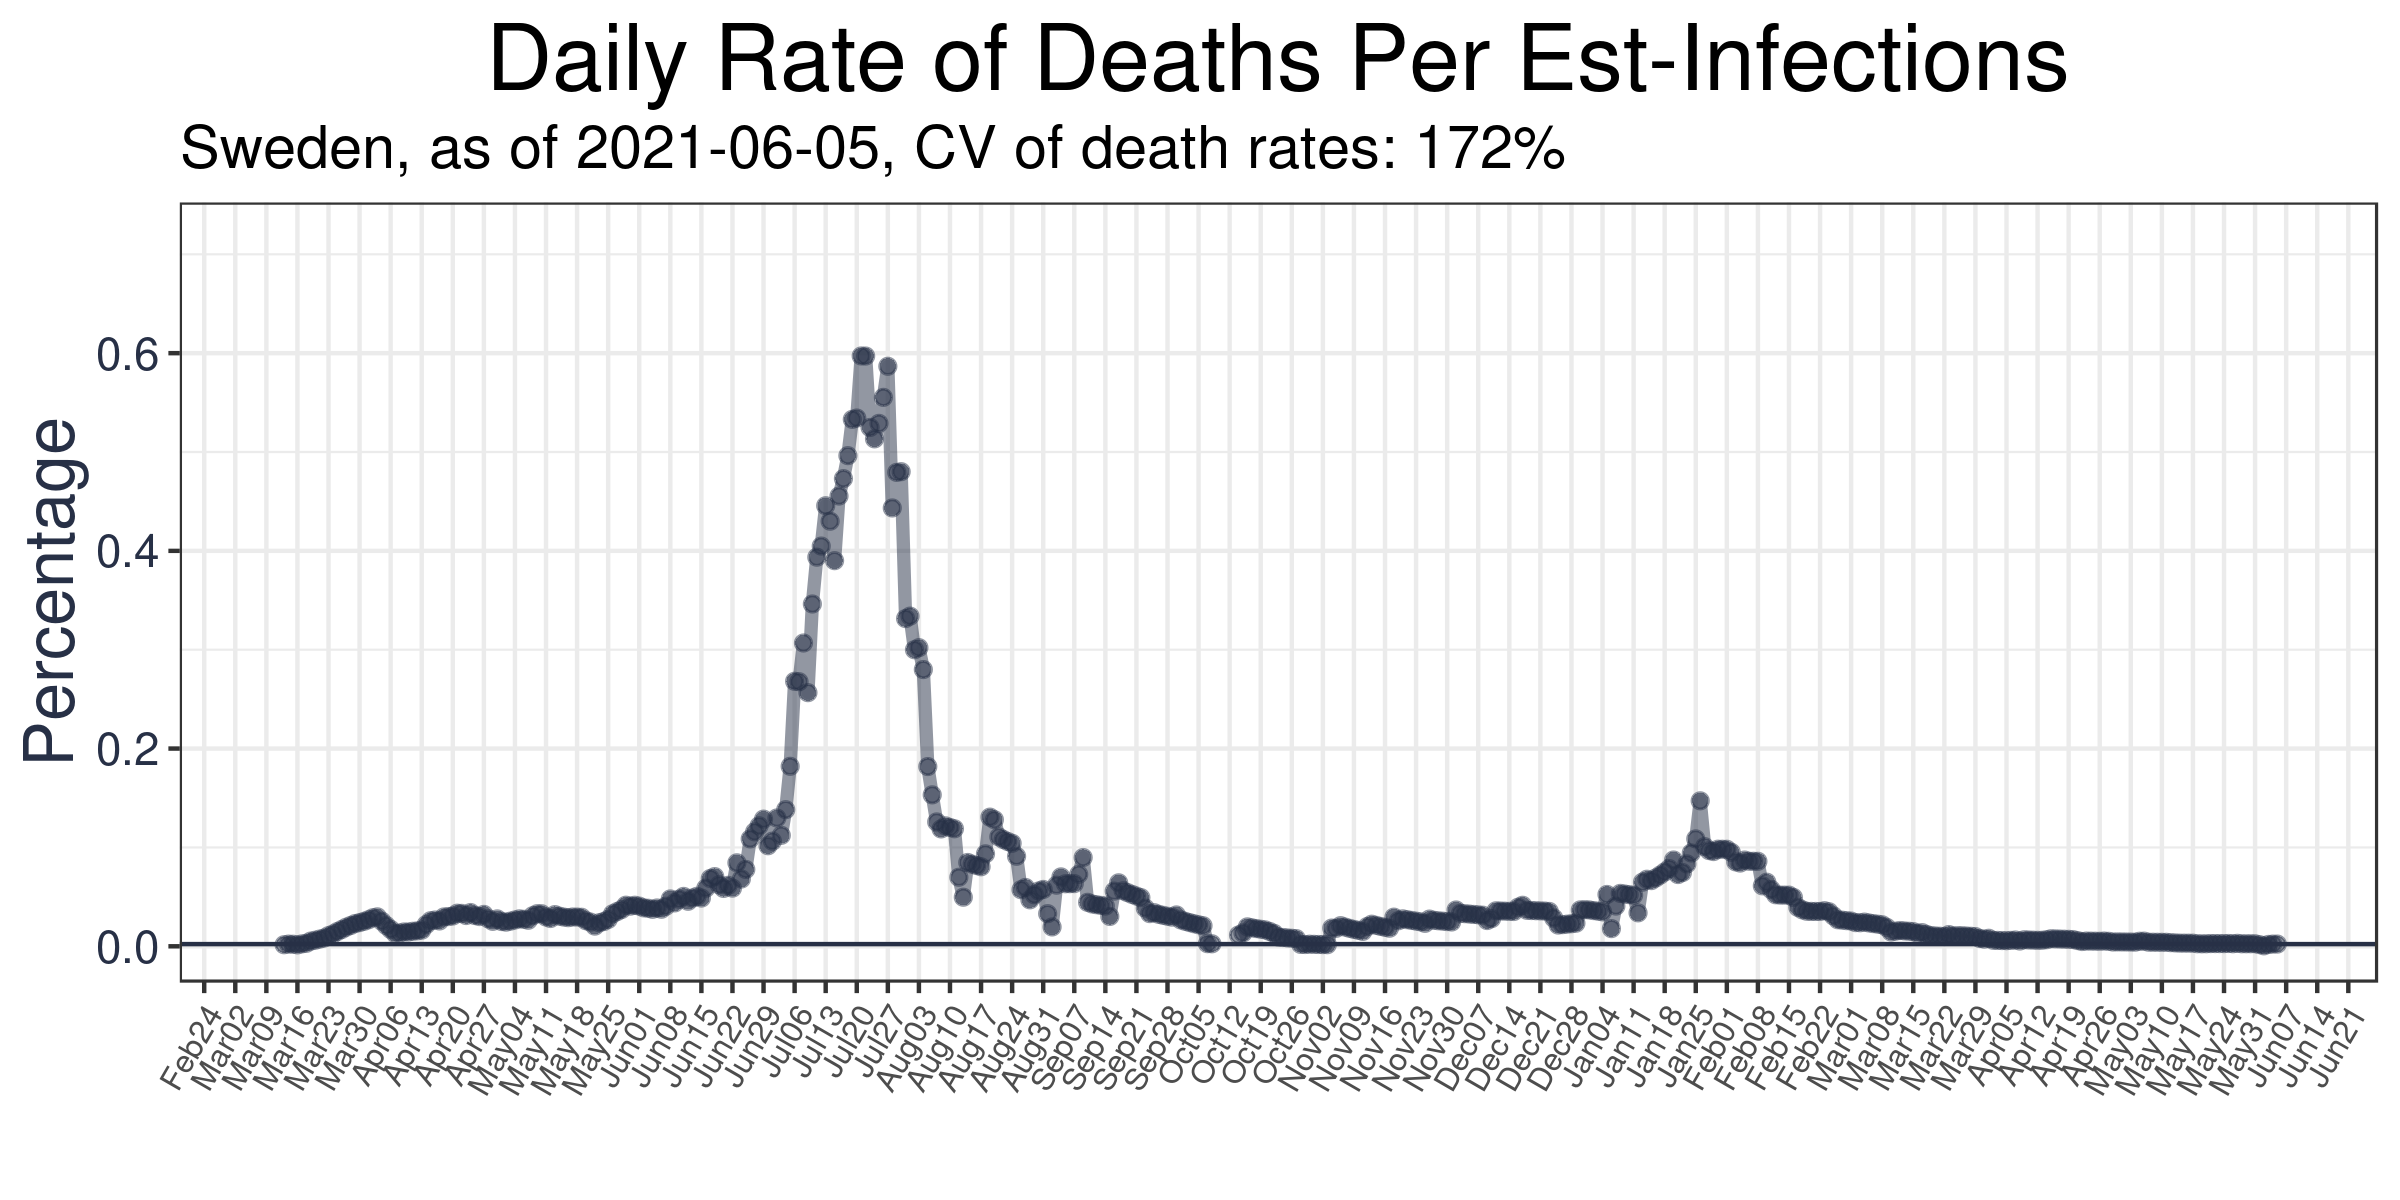 Daily Rate of Deaths Per Est-Infections
Sweden, as of 2021-06-05, CV of death rates: 172%
Percentage
0.6
0.4
0.2
0.0
Feb24 Mar02 Mar09 Mar16 Mar23 Mar30 Apr06 Apr13 Apr20 Apr27 May04 May11 May18 May25 Jun01 Jun08 Jun15 Jun22 Jun29 Jul06 Jul13 Jul20 Jul27 Aug03 Aug10 Aug17 Aug24 Aug31 Sep07 Sep14 Sep21 Sep28 Oct05 Oct12 Oct19 Oct26 Nov02 Nov09 Nov16 Nov23 Nov30 Dec07 Dec14 Dec21 Dec28 Jan04 Jan11 Jan18 Jan25 Feb01 Feb08 Feb15 Feb22 Mar01 Mar08 Mar15 Mar22 Mar29 Apr05 Apr12 Apr19 Apr26 May03 May10 May17 May24 May31 Jun07 Jun14 Jun21